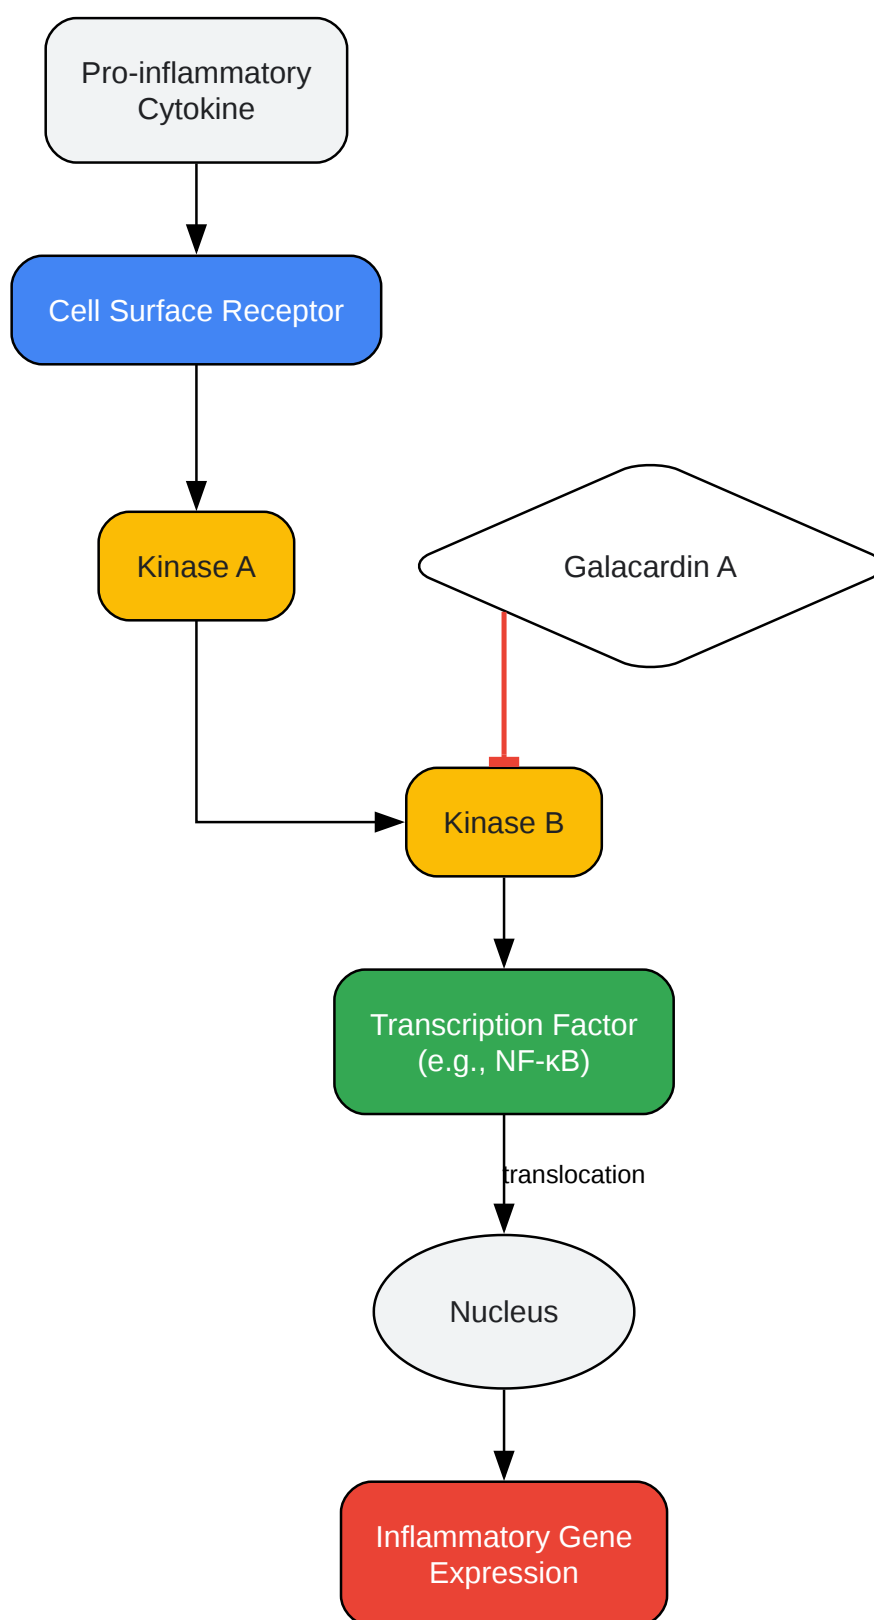 Pro-inflammatory
Cytokine
Cell Surface Receptor
Kinase A
Galacardin A
Kinase B
Transcription Factor
(e.g., NF-κB)
translocation
Nucleus
Inflammatory Gene
Expression